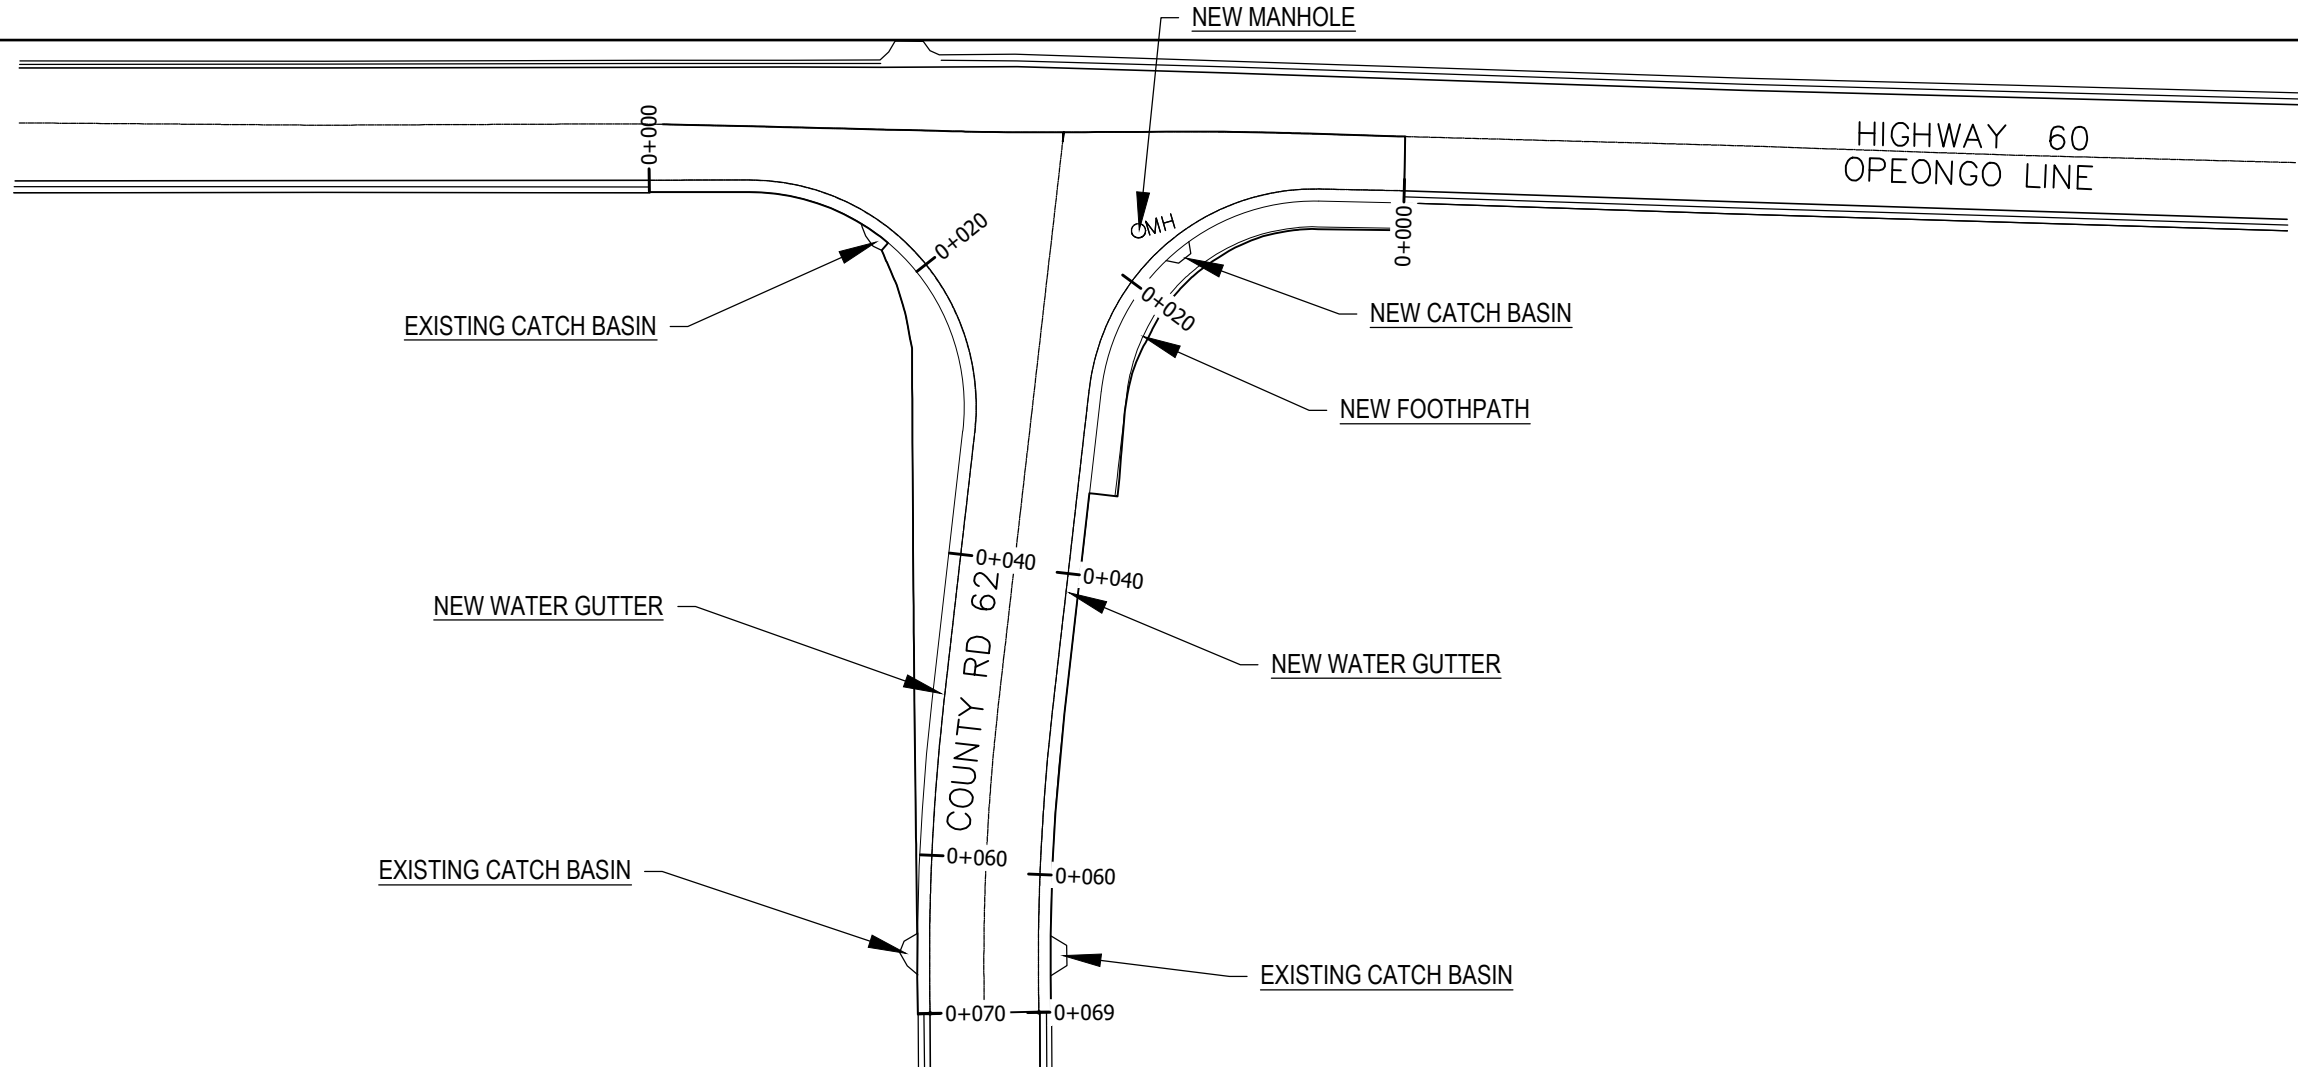 NEW MANHOLE
0+000
HIGHWAY 60
OPEONGO LINE
MH
0+020
0+000
EXISTING CATCH BASIN
NEW CATCH BASIN
0+020
NEW FOOTHPATH
0+040
0+040
NEW WATER GUTTER
COUNTY RD 62
NEW WATER GUTTER
0+060
EXISTING CATCH BASIN
0+060
EXISTING CATCH BASIN
0+070
0+069